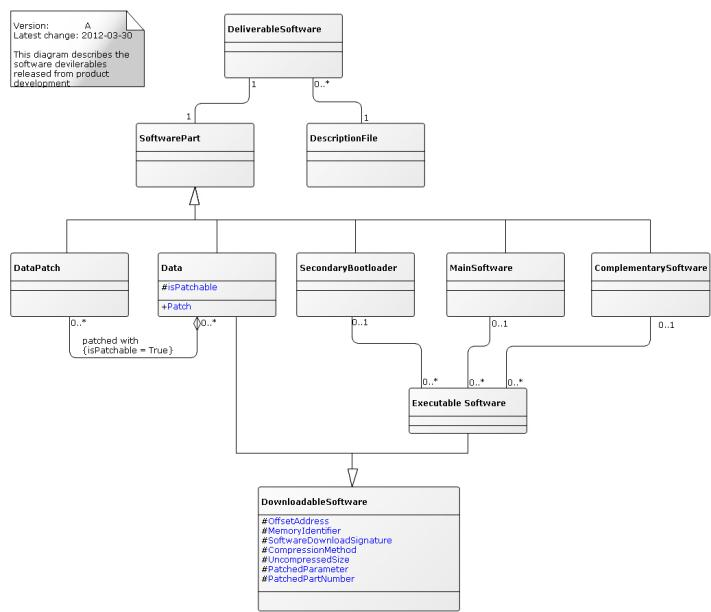 Version: A
Latest change: 2012-03-30
This diagram describes the
software devilerables
released from product
development
DeliverableSoftware
1
0..*
1
1
SoftwarePart
DescriptionFile
DataPatch
Data
#isPatchable
+Patch
SecondaryBootloader
MainSoftware
ComplementarySoftware
0..*
0..*
0..1
0..1
0..1
patched with
{isPatchable = True}
0..*
0..*
0..*
Executable Software
DownloadableSoftware
#OffsetAddress
#MemoryIdentifier
#SoftwareDownloadSignature
#CompressionMethod
#UncompressedSize
#PatchedParameter
#PatchedPartNumber